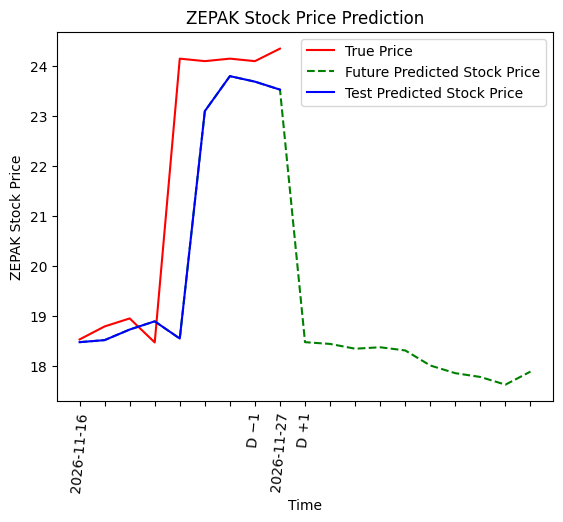 ZEPAK Stock Price Prediction
True Price
Future Predicted Stock Price
Test Predicted Stock Price
ZEPAK Stock Price
24
23
22
21
20
19
18
2026-11-16
D −1
2026-11-27
D +1
Time